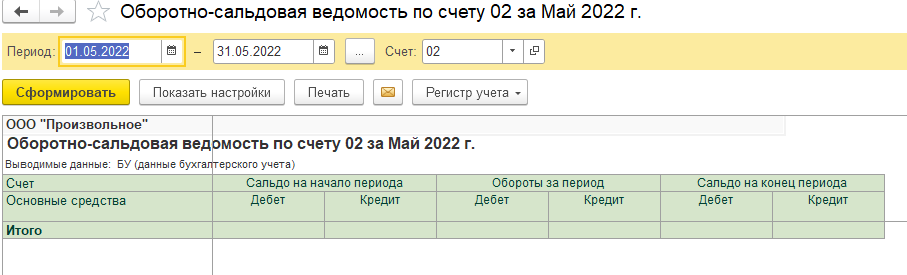 Оборотно-сальдовая ведомость по счету 02 за Май 2022 г.
Период: 01.05.2022 – 31.05.2022 ... Счет: 02
Сформировать Показать настройки Печать Регистр учета
ООО "Произвольное"
Оборотно-сальдовая ведомость по счету 02 за Май 2022 г.
Выводимые данные: БУ (данные бухгалтерского учета)
Счет Сальдо на начало периода Обороты за период Сальдо на конец периода
Основные средства Дебет Кредит Дебет Кредит Дебет Кредит
Итого